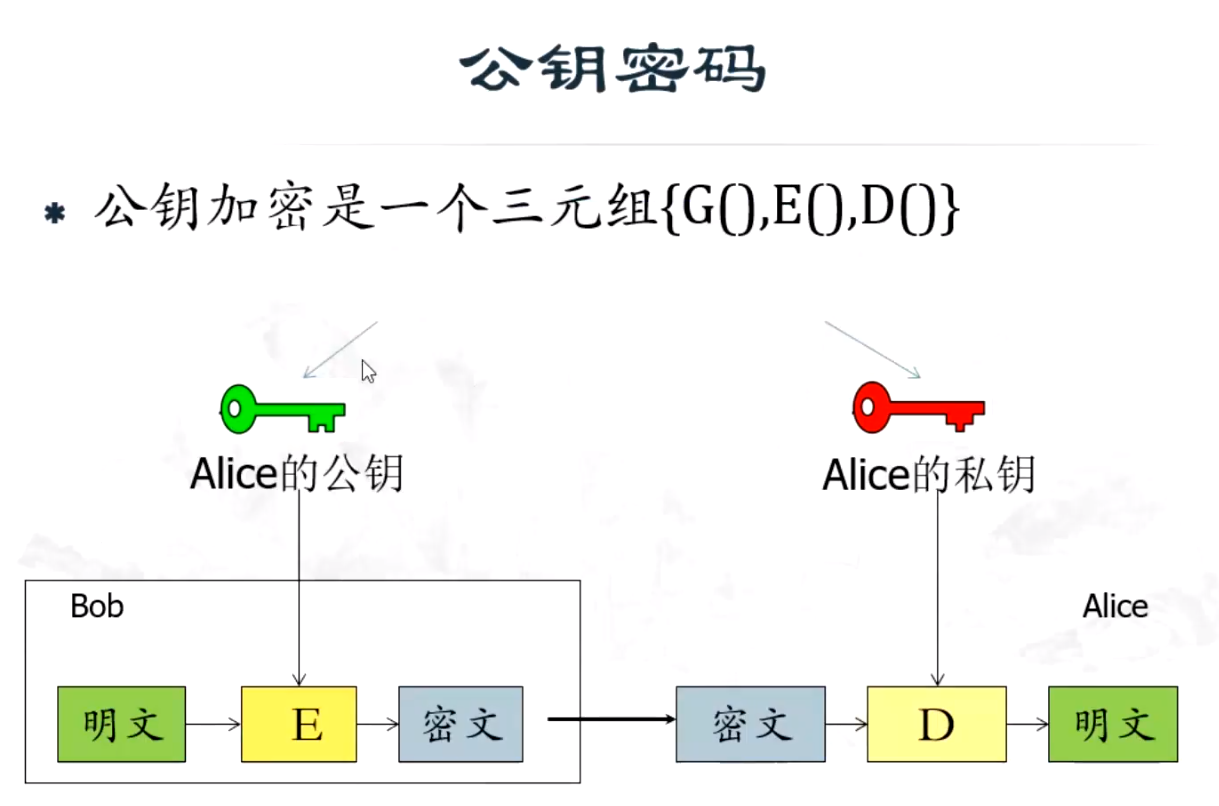 公钥密码
* 公钥加密是一个三元组{G(),E(),D()}
Alice的公钥
Alice的私钥
Bob
Alice
明文
E
密文
密文
D
明文